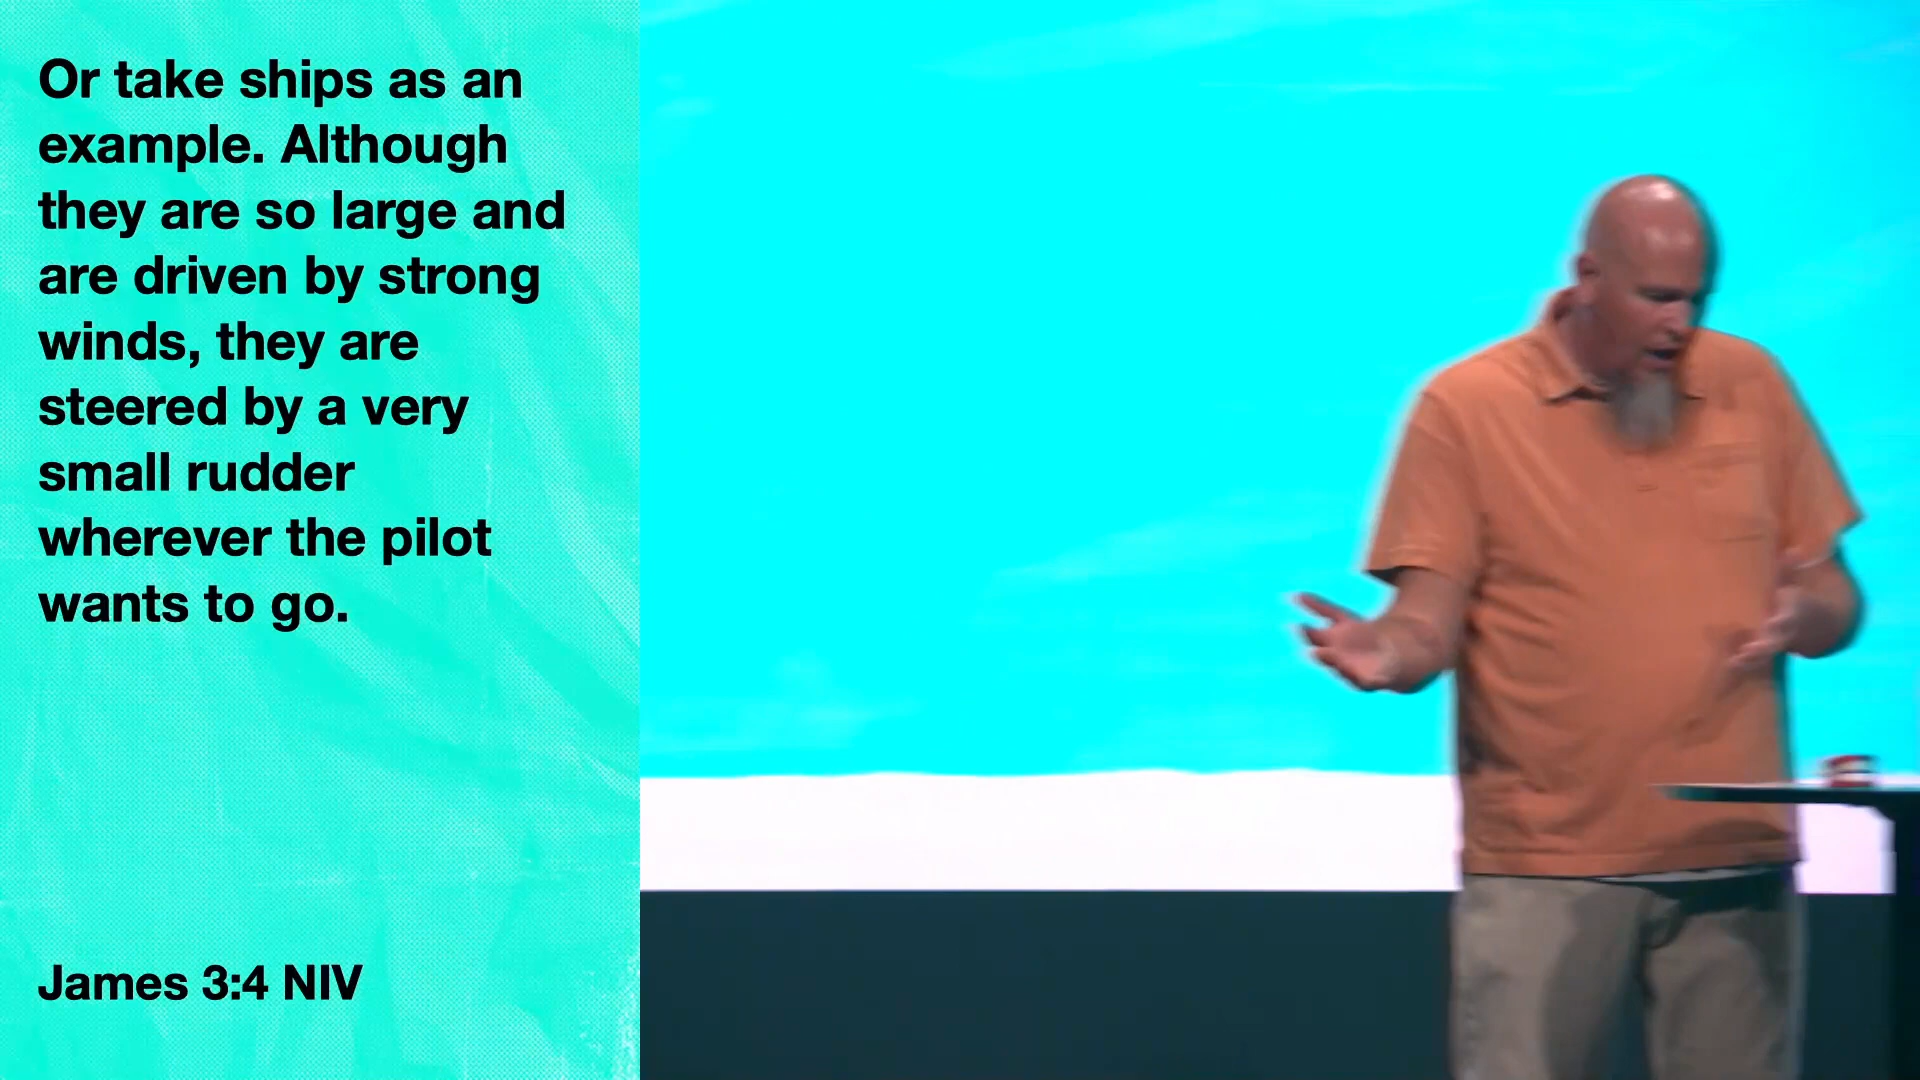 Or take ships as an
example. Although
they are so large and
are driven by strong
winds, they are
steered by a very
small rudder
wherever the pilot
wants to go.
James 3:4 NIV